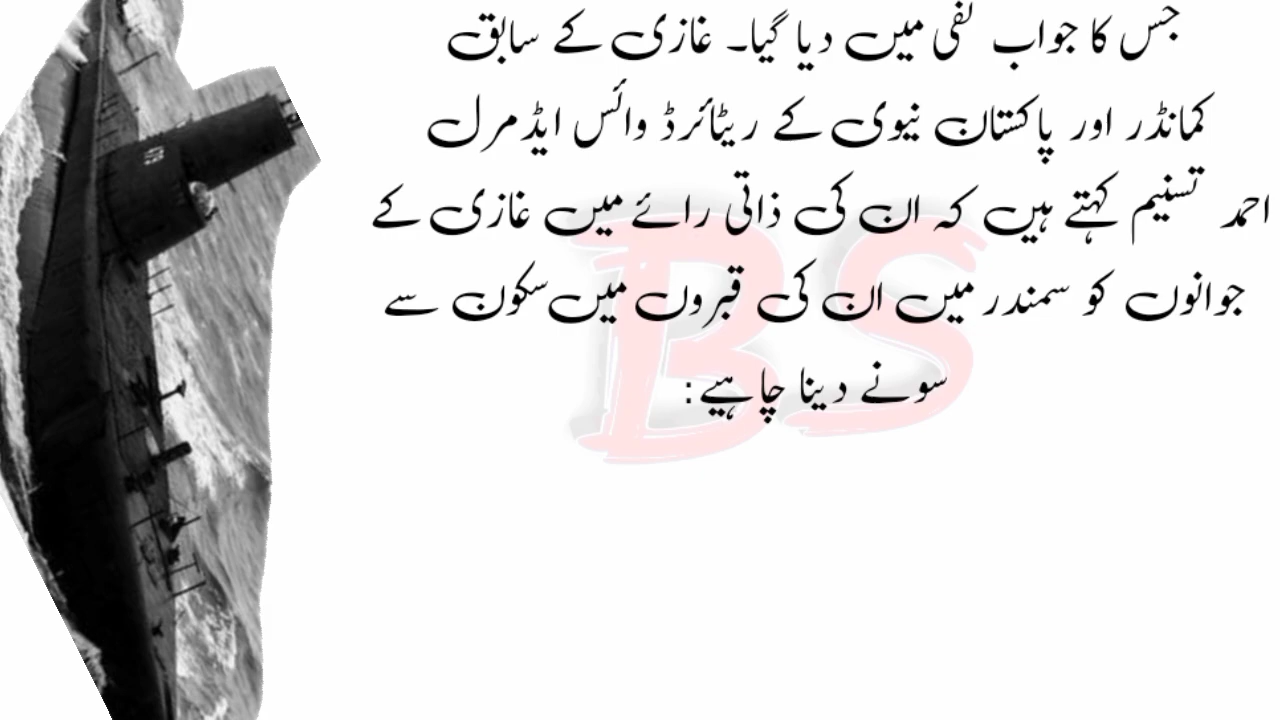 جس کا جواب نفی میں دیا گیا۔ غازی کے سابق
کمانڈر اور پاکستان نیوی کے ریٹائرڈ وائس ایڈمرل
احمد تسنیم کہتے ہیں کہ ان کی ذاتی رائے میں غازی کے
جوانوں کو سمندر میں ان کی قبروں میں سکون سے
سونے دینا چاہیے:
BS